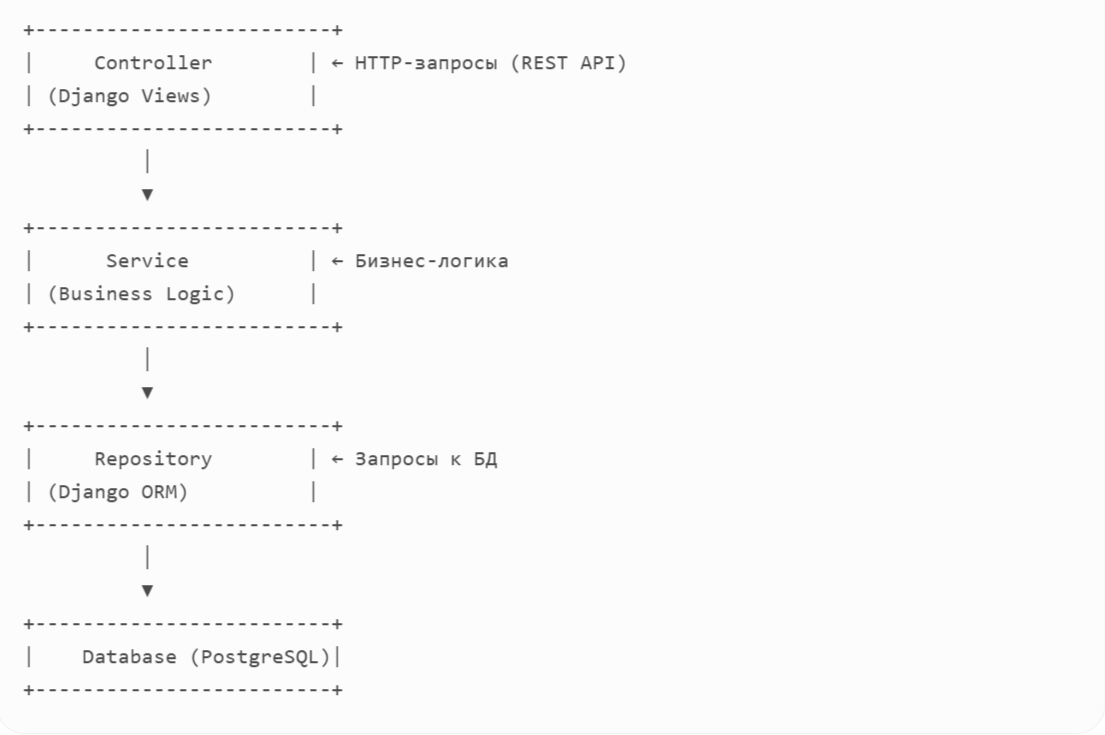 +-------------------------+
|     Controller        | ← HTTP-запросы (REST API)
| (Django Views)        |
+-------------------------+
          |
          ▼
+-------------------------+
|      Service          | ← Бизнес-логика
| (Business Logic)      |
+-------------------------+
          |
          ▼
+-------------------------+
|     Repository        | ← Запросы к БД
| (Django ORM)          |
+-------------------------+
          |
          ▼
+-------------------------+
|    Database (PostgreSQL)|
+-------------------------+